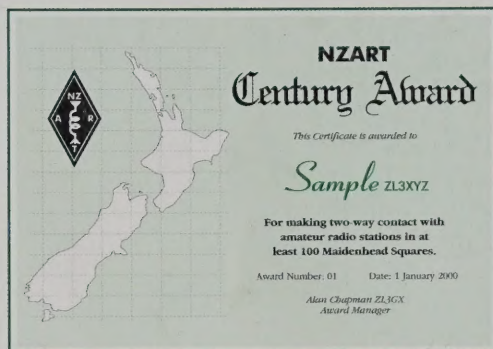 NZART
Century Award
NZ
A R
T
This Certificate is awarded to
Sample ZL3XYZ
For making two-way contact with
amateur radio stations in at
least 100 Maidenhead Squares.
Award Number: 01 Date: 1 January 2000
Alan Chapman ZL3GX
Award Manager